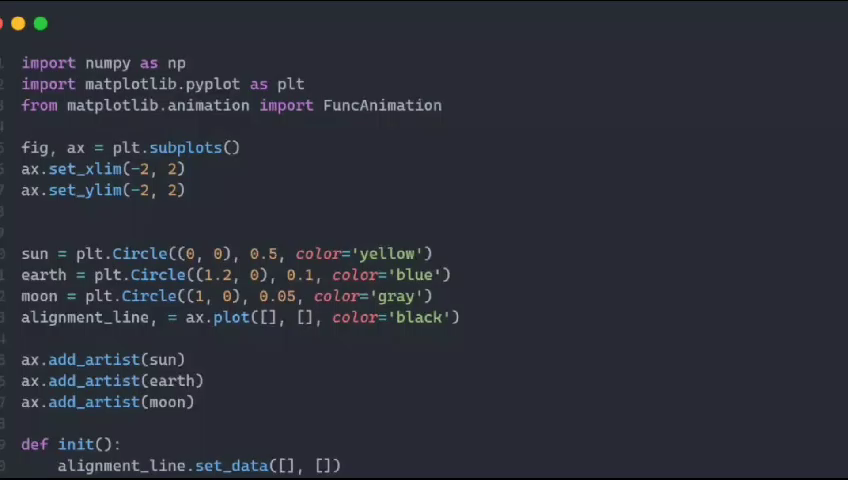 import numpy as np
import matplotlib.pyplot as plt
from matplotlib.animation import FuncAnimation
fig, ax = plt.subplots()
ax.set_xlim(-2, 2)
ax.set_ylim(-2, 2)
sun = plt.Circle((0, 0), 0.5, color='yellow')
earth = plt.Circle((1.2, 0), 0.1, color='blue')
moon = plt.Circle((1, 0), 0.05, color='gray')
alignment_line, = ax.plot([], [], color='black')
ax.add_artist(sun)
ax.add_artist(earth)
ax.add_artist(moon)
def init():
    alignment_line.set_data([], [])